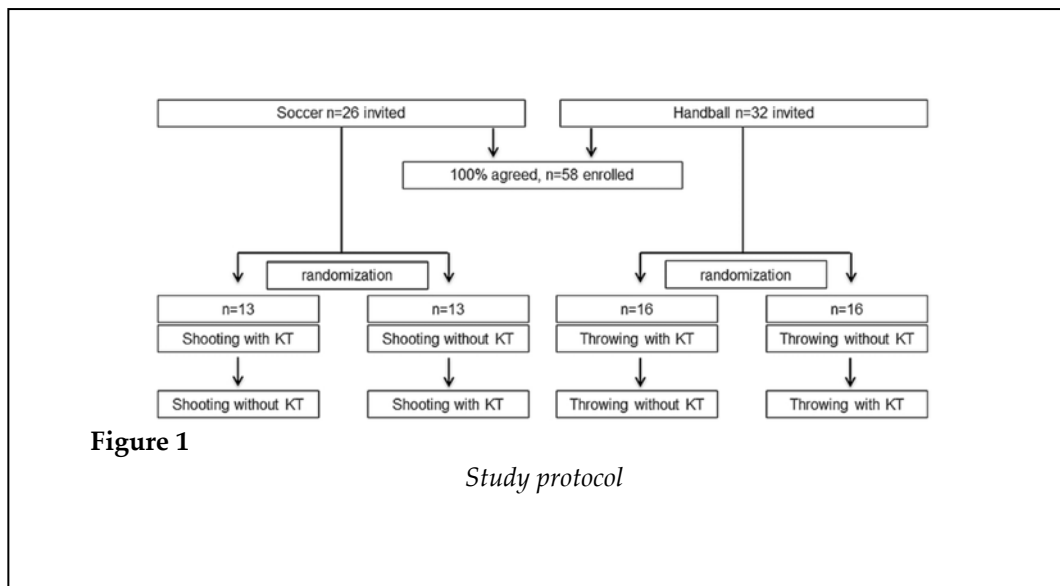 Soccer n=26 invited
Handball n=32 invited
100% agreed, n=58 enrolled
randomization
randomization
n=13
n=13
n=16
n=16
Shooting with KT
Shooting without KT
Throwing with KT
Throwing without KT
Shooting without KT
Shooting with KT
Throwing without KT
Throwing with KT
Figure 1
Study protocol